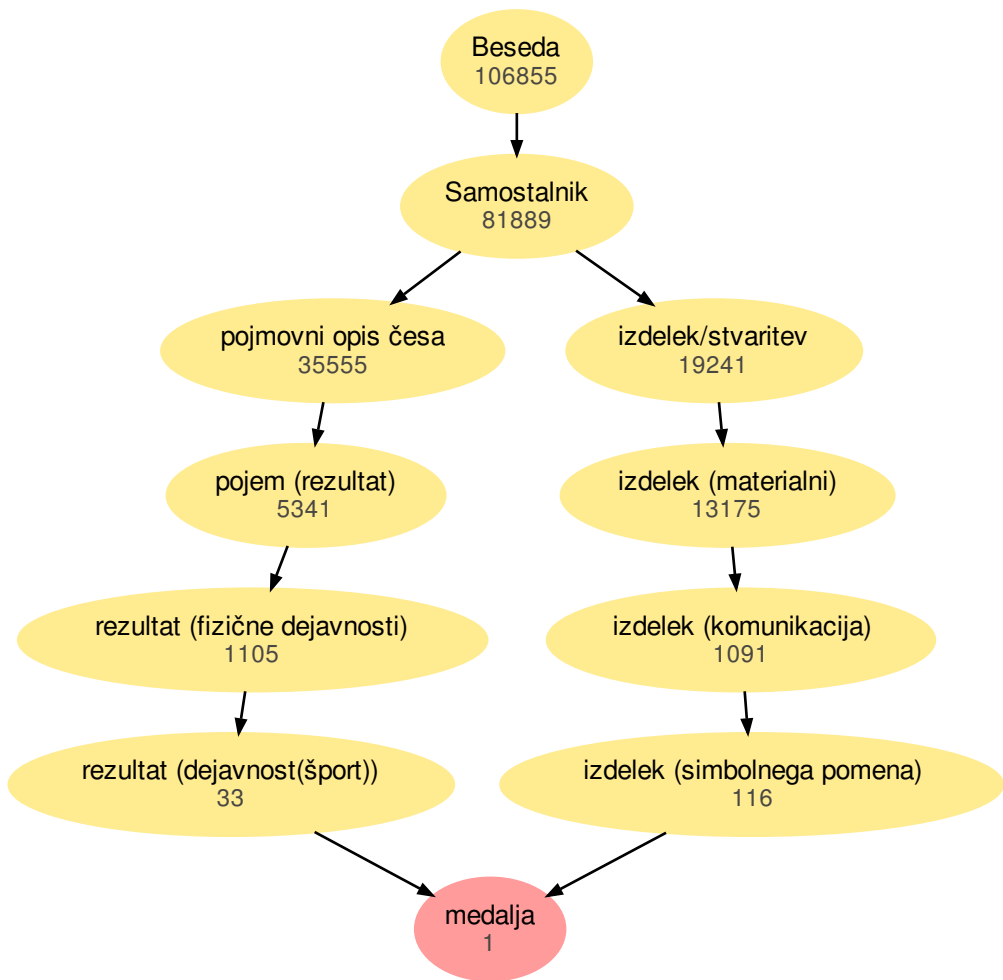 Beseda
106855
Samostalnik
81889
pojmovni opis česa
35555
izdelek/stvaritev
19241
pojem (rezultat)
5341
izdelek (materialni)
13175
rezultat (fizične dejavnosti)
1105
izdelek (komunikacija)
1091
rezultat (dejavnost(šport))
33
izdelek (simbolnega pomena)
116
medalja
1